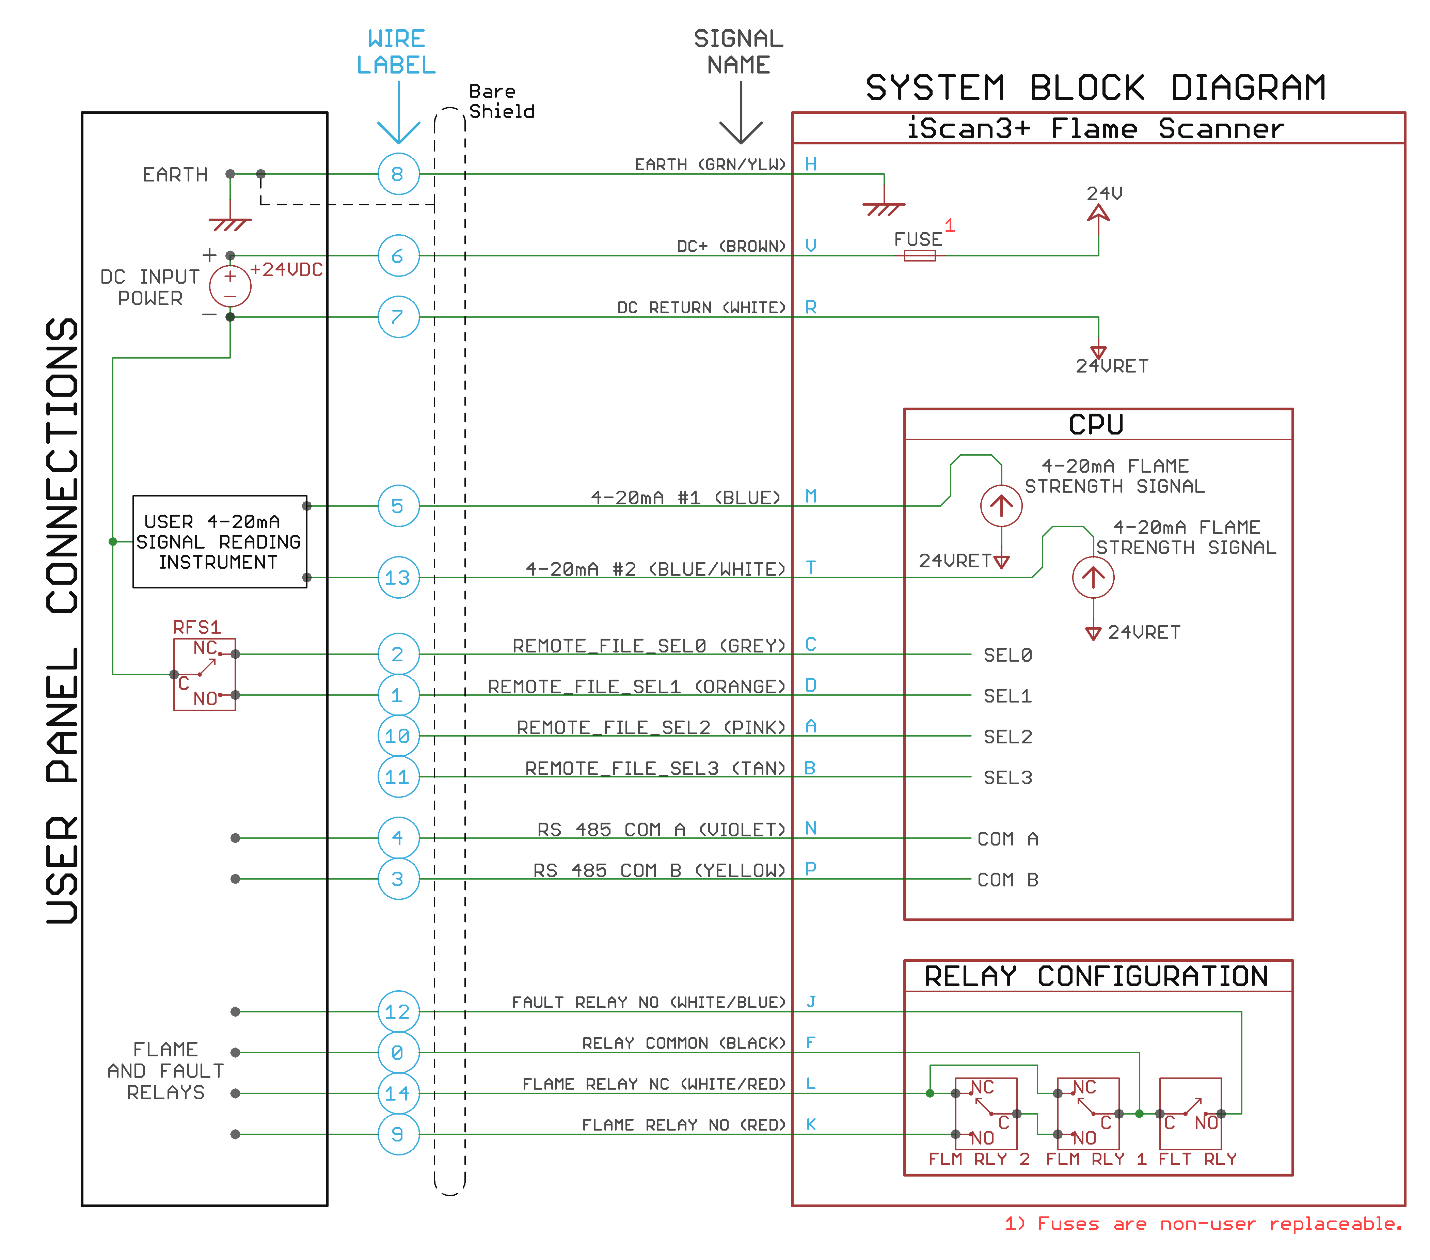 WIRE
LABEL
SIGNAL
NAME
Bare
Shield
SYSTEM BLOCK DIAGRAM
iScan3+ Flame Scanner
USER PANEL CONNECTIONS
EARTH
8
EARTH (GRN/YLW)
H
24V
+
+24VDC
DC INPUT
POWER
+
−
−
6
DC+ (BROWN)
V
FUSE
1
7
DC RETURN (WHITE)
R
24VRET
CPU
4-20mA FLAME
STRENGTH SIGNAL
USER 4-20mA
SIGNAL READING
INSTRUMENT
5
4-20mA #1 (BLUE)
M
24VRET
4-20mA FLAME
STRENGTH SIGNAL
13
4-20mA #2 (BLUE/WHITE)
T
24VRET
RFS1
NC
C
NO
2
REMOTE_FILE_SEL0 (GREY)
C
SEL0
1
REMOTE_FILE_SEL1 (ORANGE)
D
SEL1
10
REMOTE_FILE_SEL2 (PINK)
A
SEL2
11
REMOTE_FILE_SEL3 (TAN)
B
SEL3
4
RS 485 COM A (VIOLET)
N
COM A
3
RS 485 COM B (YELLOW)
P
COM B
RELAY CONFIGURATION
FLAME
AND FAULT
RELAYS
12
FAULT RELAY NO (WHITE/BLUE)
J
0
RELAY COMMON (BLACK)
F
14
FLAME RELAY NC (WHITE/RED)
L
9
FLAME RELAY NO (RED)
K
NC
C
NO
FLM RLY 2
NC
C
NO
FLM RLY 1
C
NO
FLT RLY
1) Fuses are non-user replaceable.